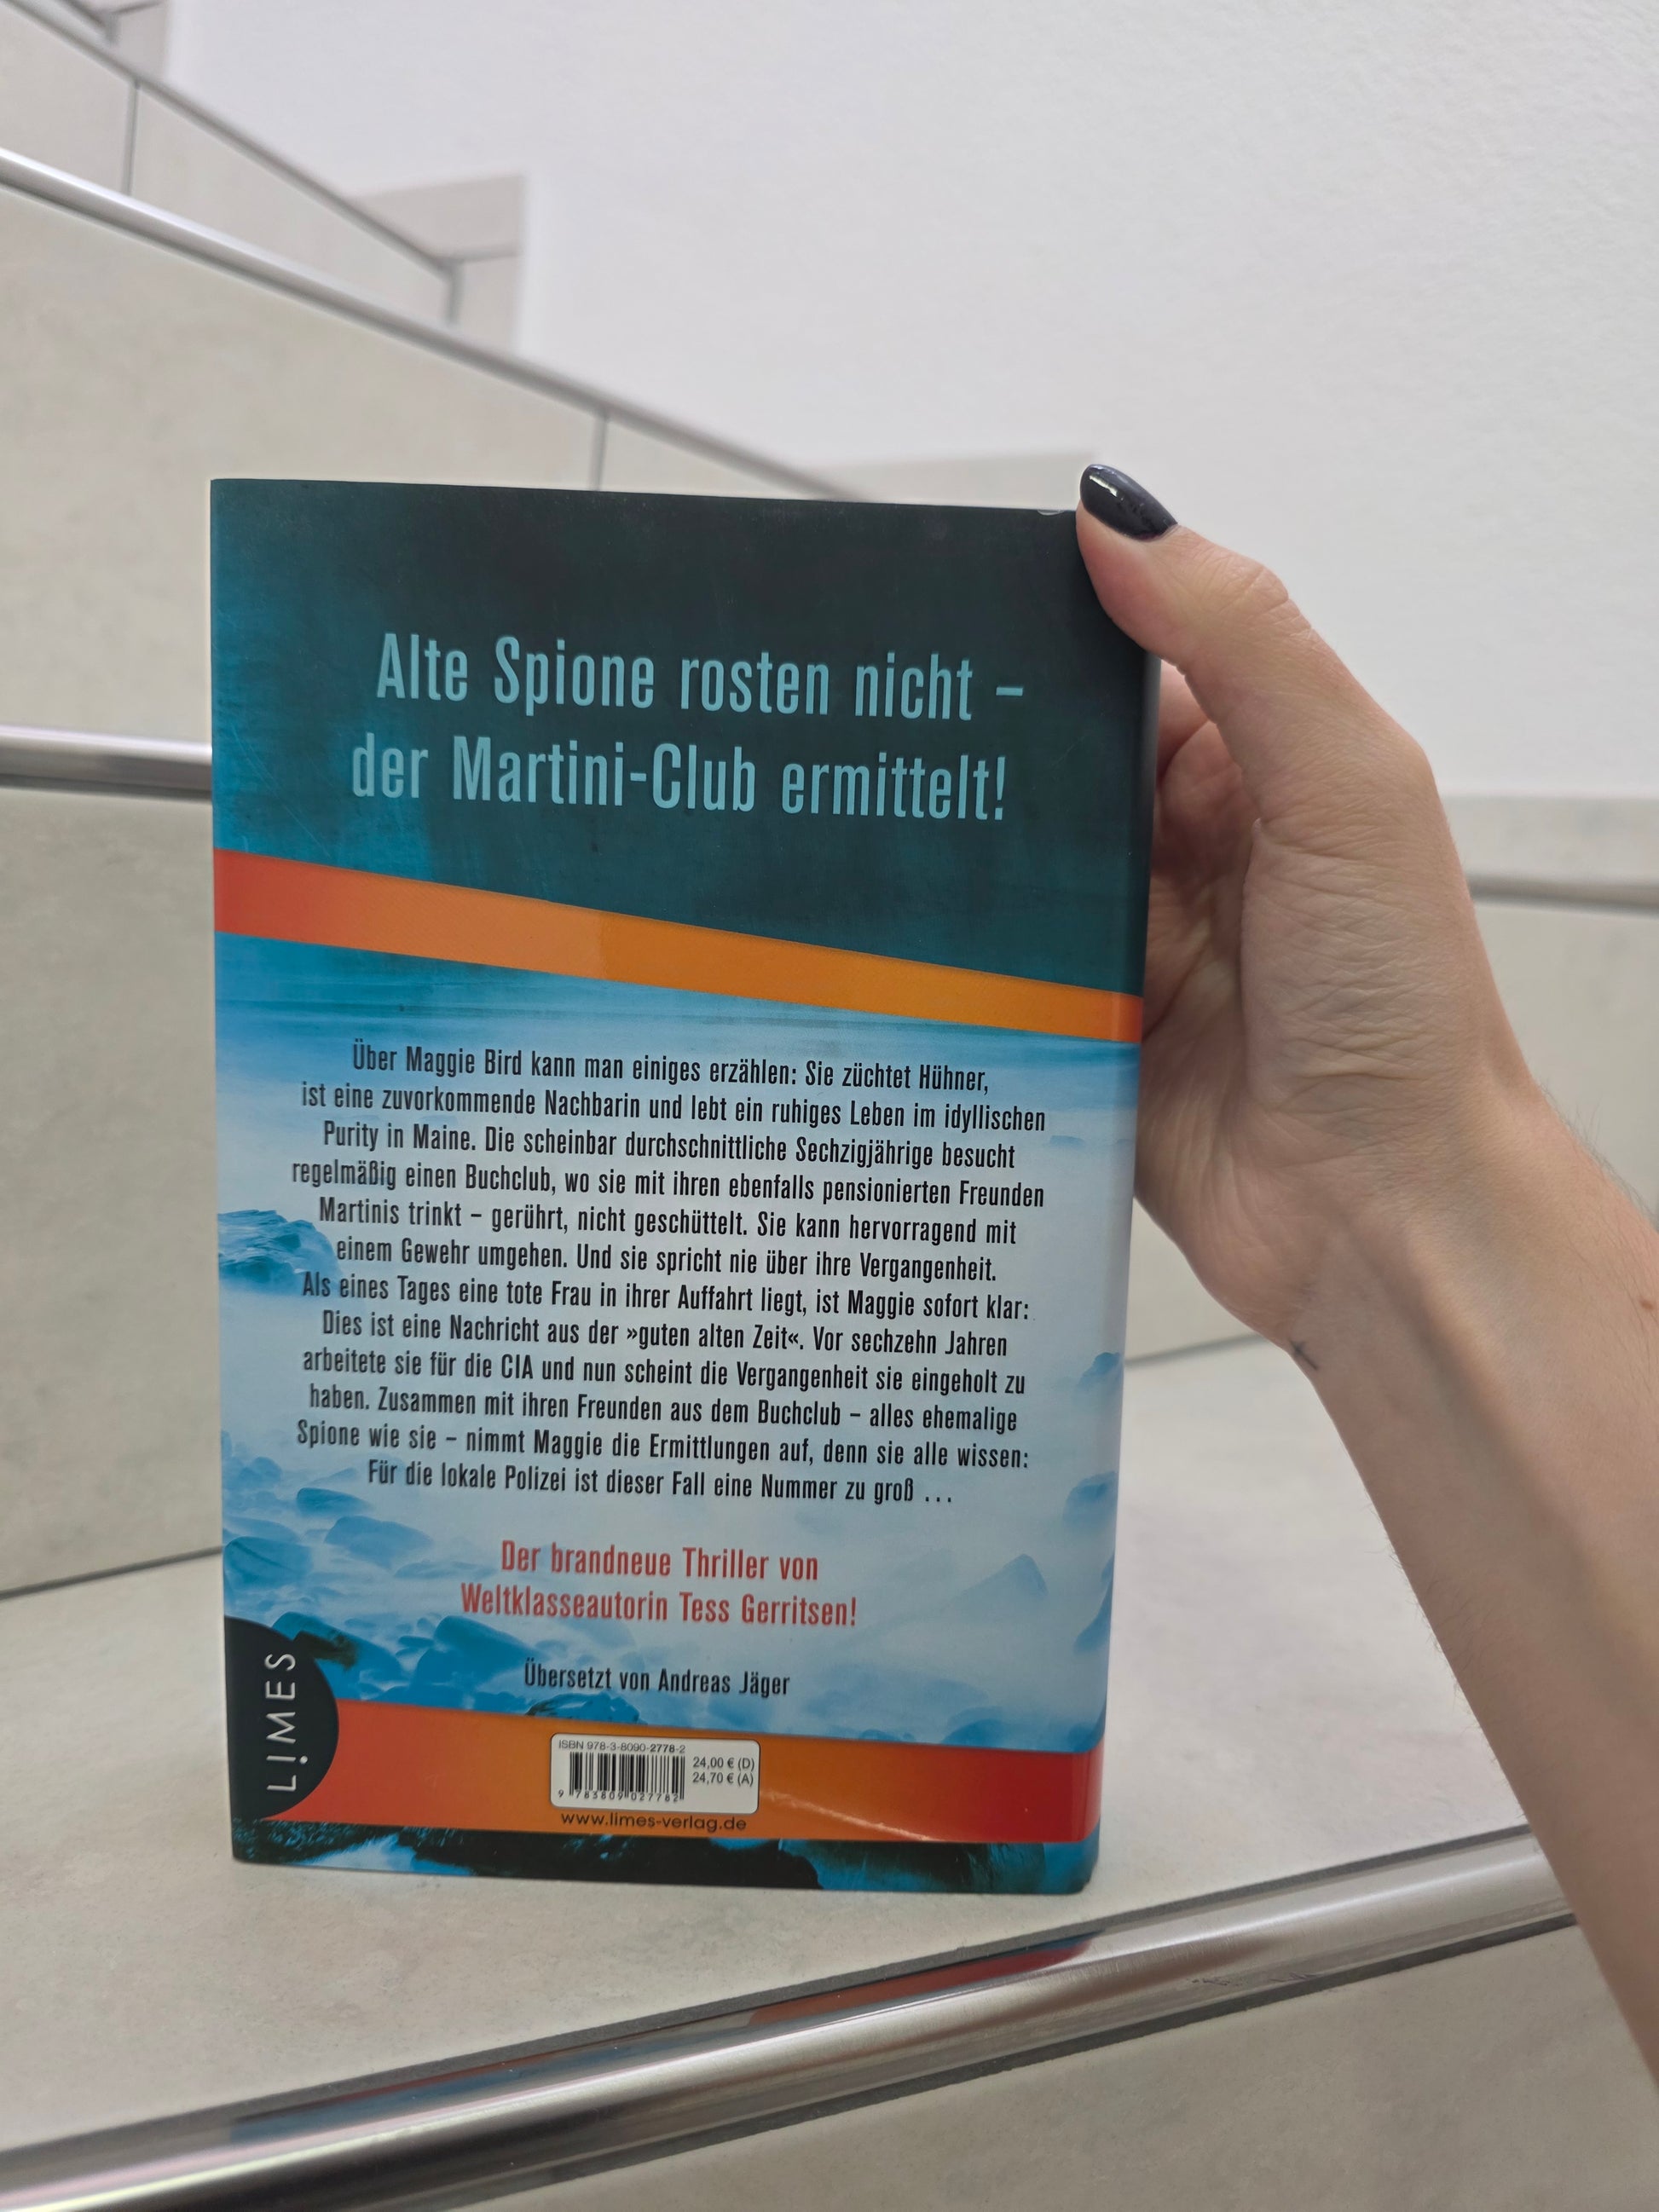 Alte Spione rosten nicht –
der Martini-Club ermittelt!
Über Maggie Bird kann man einiges erzählen: Sie züchtet Hühner,
ist eine zuvorkommende Nachbarin und lebt ein ruhiges Leben im idyllischen
Purity in Maine. Die scheinbar durchschnittliche Sechzigjährige besucht
regelmäßig einen Buchclub, wo sie mit ihren ebenfalls pensionierten Freunden
Martinis trinkt – gerührt, nicht geschüttelt. Sie kann hervorragend mit
einem Gewehr umgehen. Und sie spricht nie über ihre Vergangenheit.
Als eines Tages eine tote Frau in ihrer Auffahrt liegt, ist Maggie sofort klar:
Dies ist eine Nachricht aus der »guten alten Zeit«. Vor sechzehn Jahren
arbeitete sie für die CIA und nun scheint die Vergangenheit sie eingeholt zu
haben. Zusammen mit ihren Freunden aus dem Buchclub – alles ehemalige
Spione wie sie – nimmt Maggie die Ermittlungen auf, denn sie alle wissen:
Für die lokale Polizei ist dieser Fall eine Nummer zu groß ...
Der brandneue Thriller von
Weltklasseautorin Tess Gerritsen!
Übersetzt von Andreas Jäger
LIMES
ISBN 978-3-8090-2778-2
24,00 € (D)
24,70 € (A)
9 783809 027782
www.limes-verlag.de